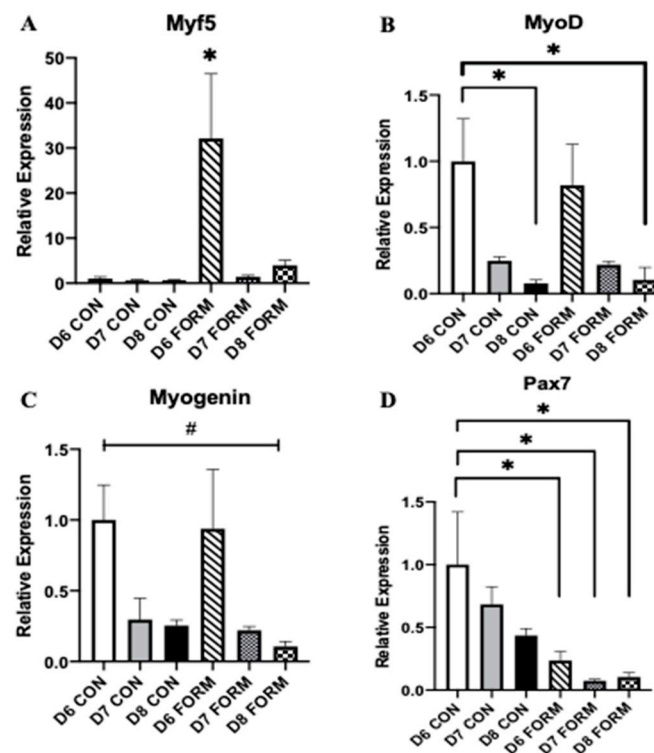 A
Myf5
*
Relative Expression
50
40
30
20
10
0
D6 CON
D7 CON
D8 CON
D6 FORM
D7 FORM
D8 FORM
B
MyoD
*
*
Relative Expression
1.5
1.0
0.5
0.0
D6 CON
D7 CON
D8 CON
D6 FORM
D7 FORM
D8 FORM
C
Myogenin
#
Relative Expression
1.5
1.0
0.5
0.0
D6 CON
D7 CON
D8 CON
D6 FORM
D7 FORM
D8 FORM
D
Pax7
*
*
*
Relative Expression
1.5
1.0
0.5
0.0
D6 CON
D7 CON
D8 CON
D6 FORM
D7 FORM
D8 FORM